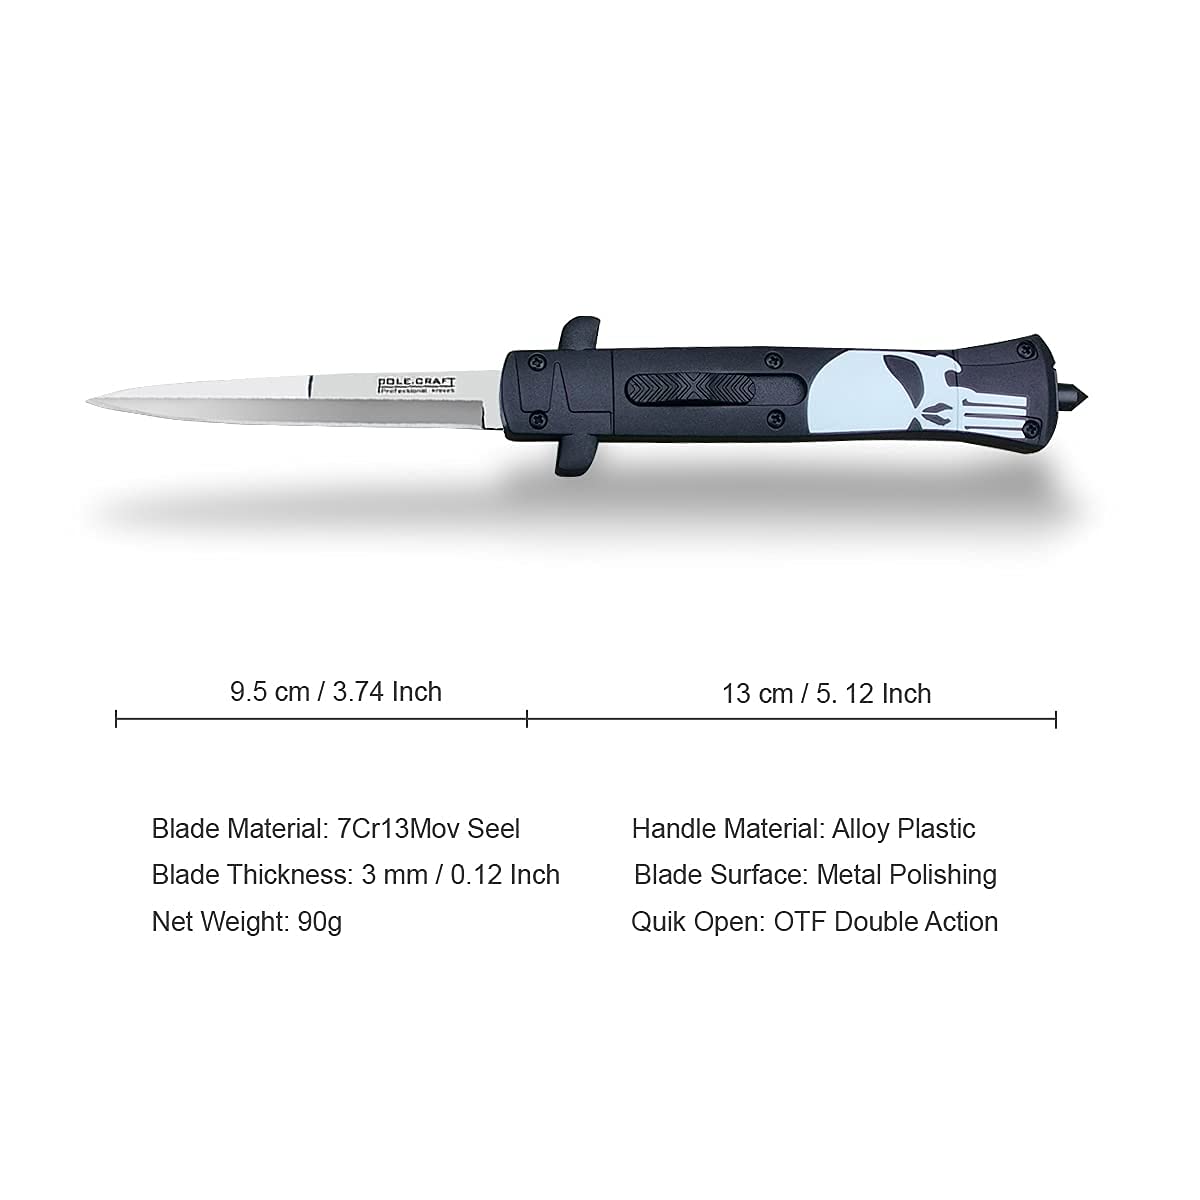 POLE.CRAFT
Professional knives
9.5 cm / 3.74 Inch
13 cm / 5. 12 Inch
Blade Material: 7Cr13Mov Seel
Handle Material: Alloy Plastic
Blade Thickness: 3 mm / 0.12 Inch
Blade Surface: Metal Polishing
Net Weight: 90g
Quik Open: OTF Double Action